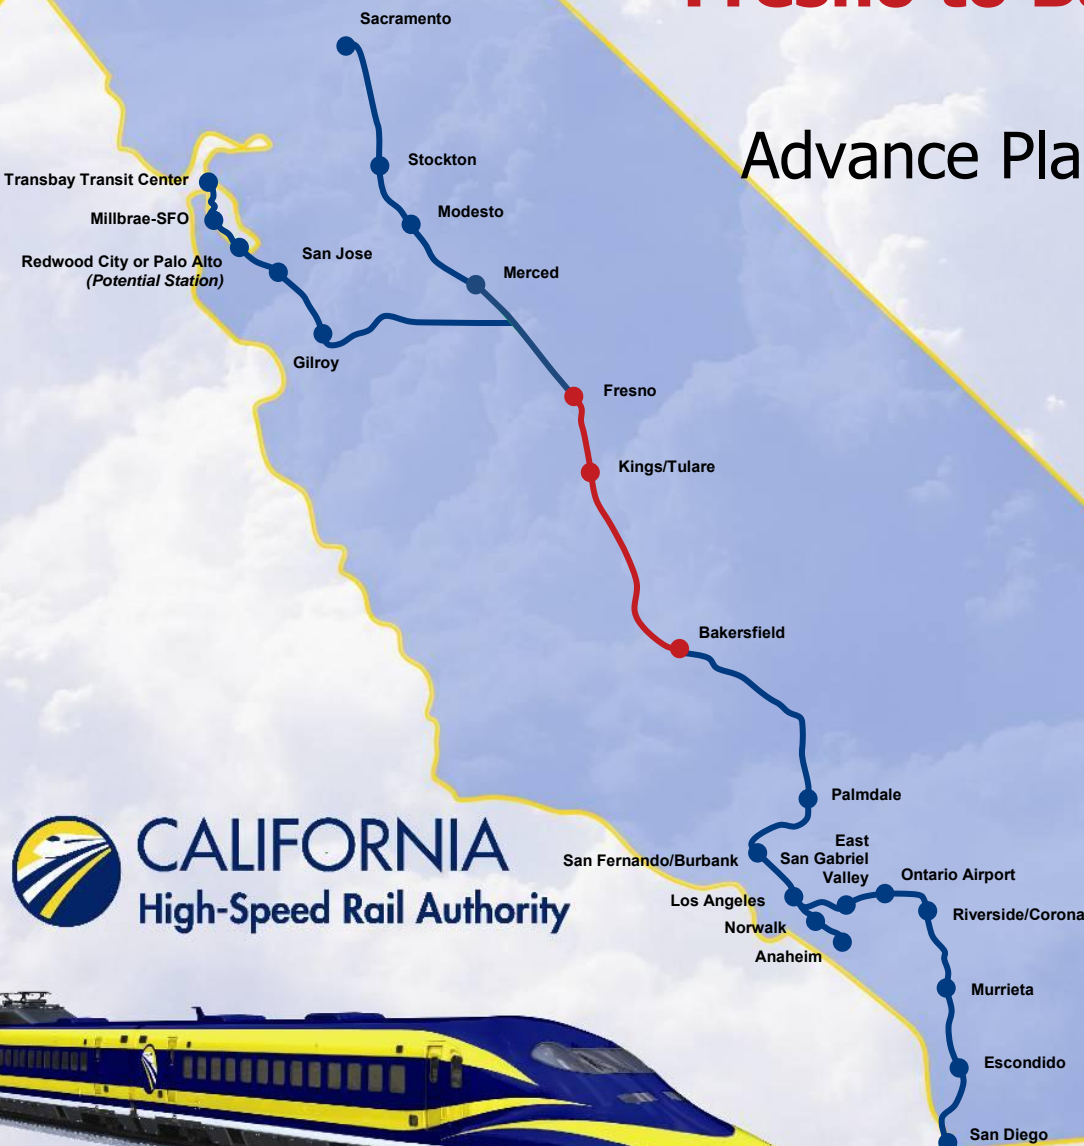 Fresno to B
Advance Pla
Sacramento
Stockton
Transbay Transit Center
Modesto
Millbrae-SFO
San Jose
Redwood City or Palo Alto
(Potential Station)
Merced
Gilroy
Fresno
Kings/Tulare
Bakersfield
Palmdale
CALIFORNIA
High-Speed Rail Authority
San Fernando/Burbank
East
San Gabriel
Valley
Ontario Airport
Los Angeles
Riverside/Corona
Norwalk
Anaheim
Murrieta
Escondido
San Diego